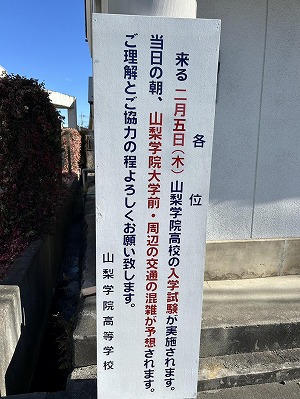 各位
来る 二月五日(木)山梨学院高校の入学試験が実施されます。
当日の朝、山梨学院大学前・周辺の交通の混雑が予想されます。
ご理解とご協力の程よろしくお願い致します。
山梨学院高等学校